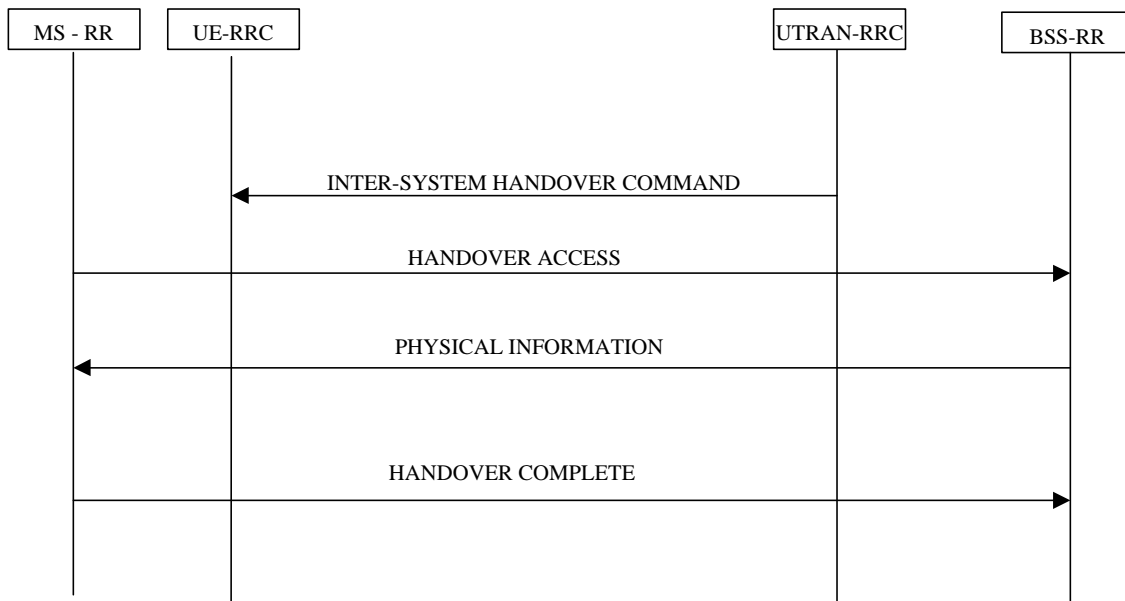 MS - RR
UE-RRC
UTRAN-RRC
BSS-RR
INTER-SYSTEM HANDOVER COMMAND
HANDOVER ACCESS
PHYSICAL INFORMATION
HANDOVER COMPLETE